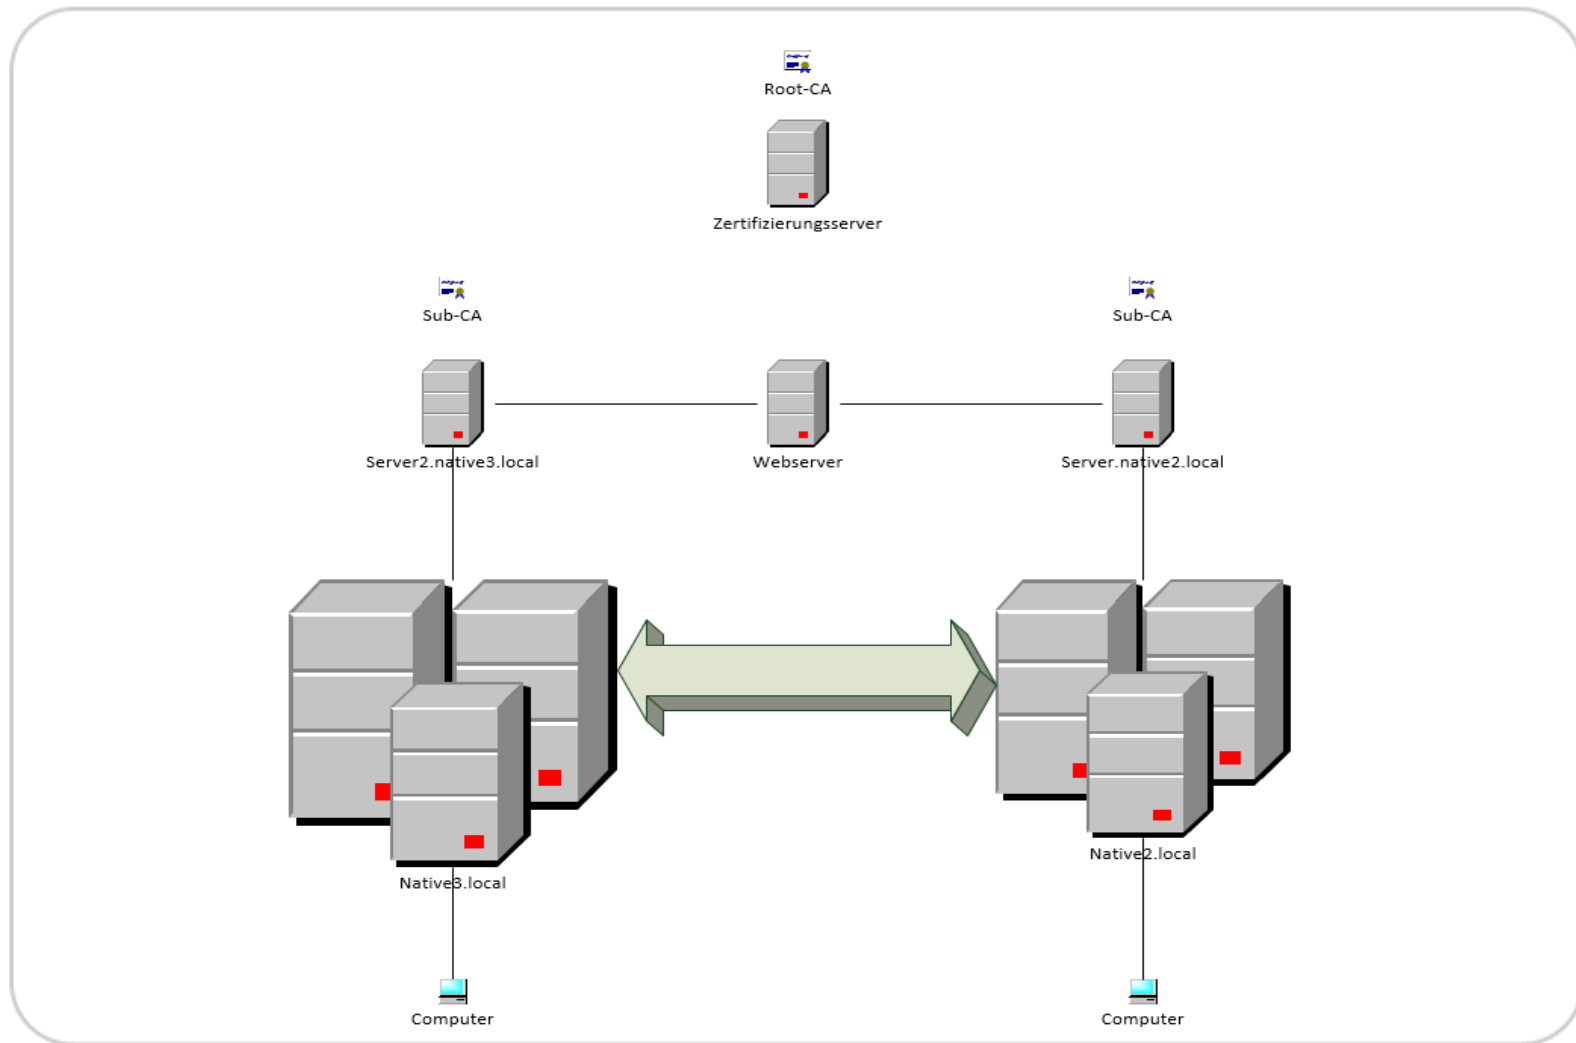 Root-CA
Zertifizierungsserver
Sub-CA
Sub-CA
Server2.native3.local
Webserver
Server.native2.local
Native2.local
Native3.local
Computer
Computer